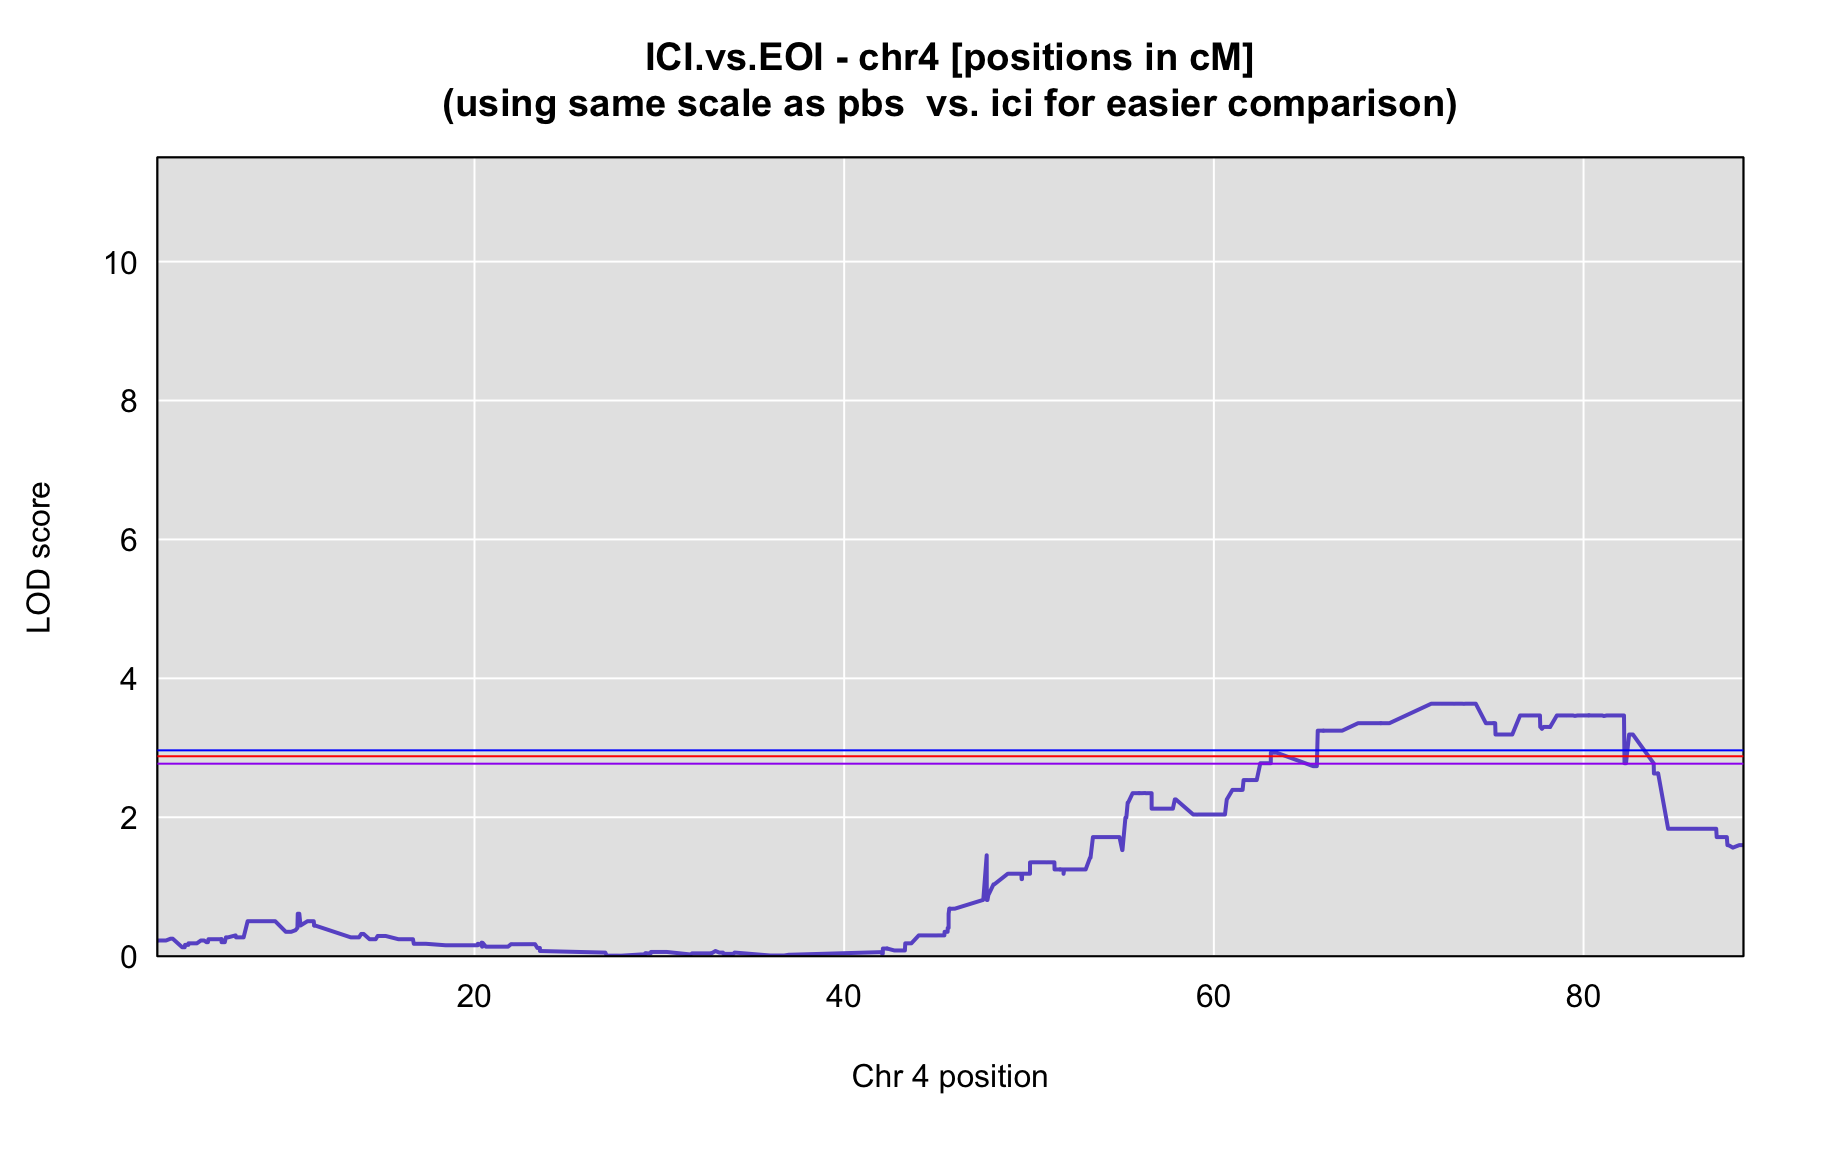 ICI.vs.EOI - chr4 [positions in cM]
(using same scale as pbs  vs. ici for easier comparison)
10
8
6
4
2
0
LOD score
20 40 60 80
Chr 4 position